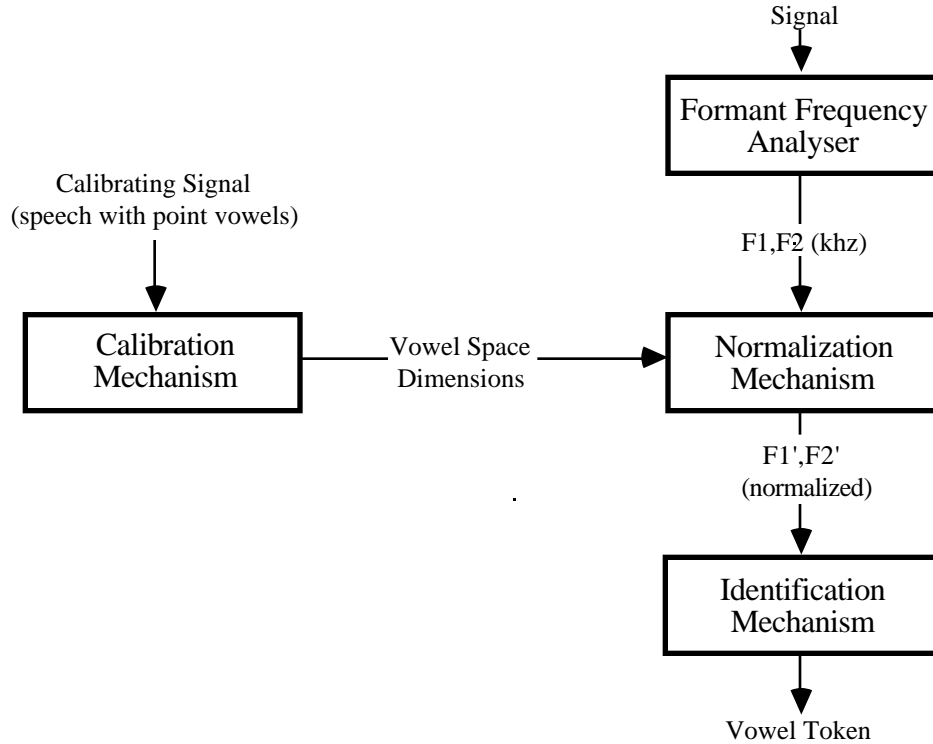 Signal
Formant Frequency
Analyser
Calibrating Signal
(speech with point vowels)
F1,F2 (khz)
Calibration
Mechanism
Vowel Space
Dimensions
Normalization
Mechanism
F1',F2'
(normalized)
Identification
Mechanism
Vowel Token